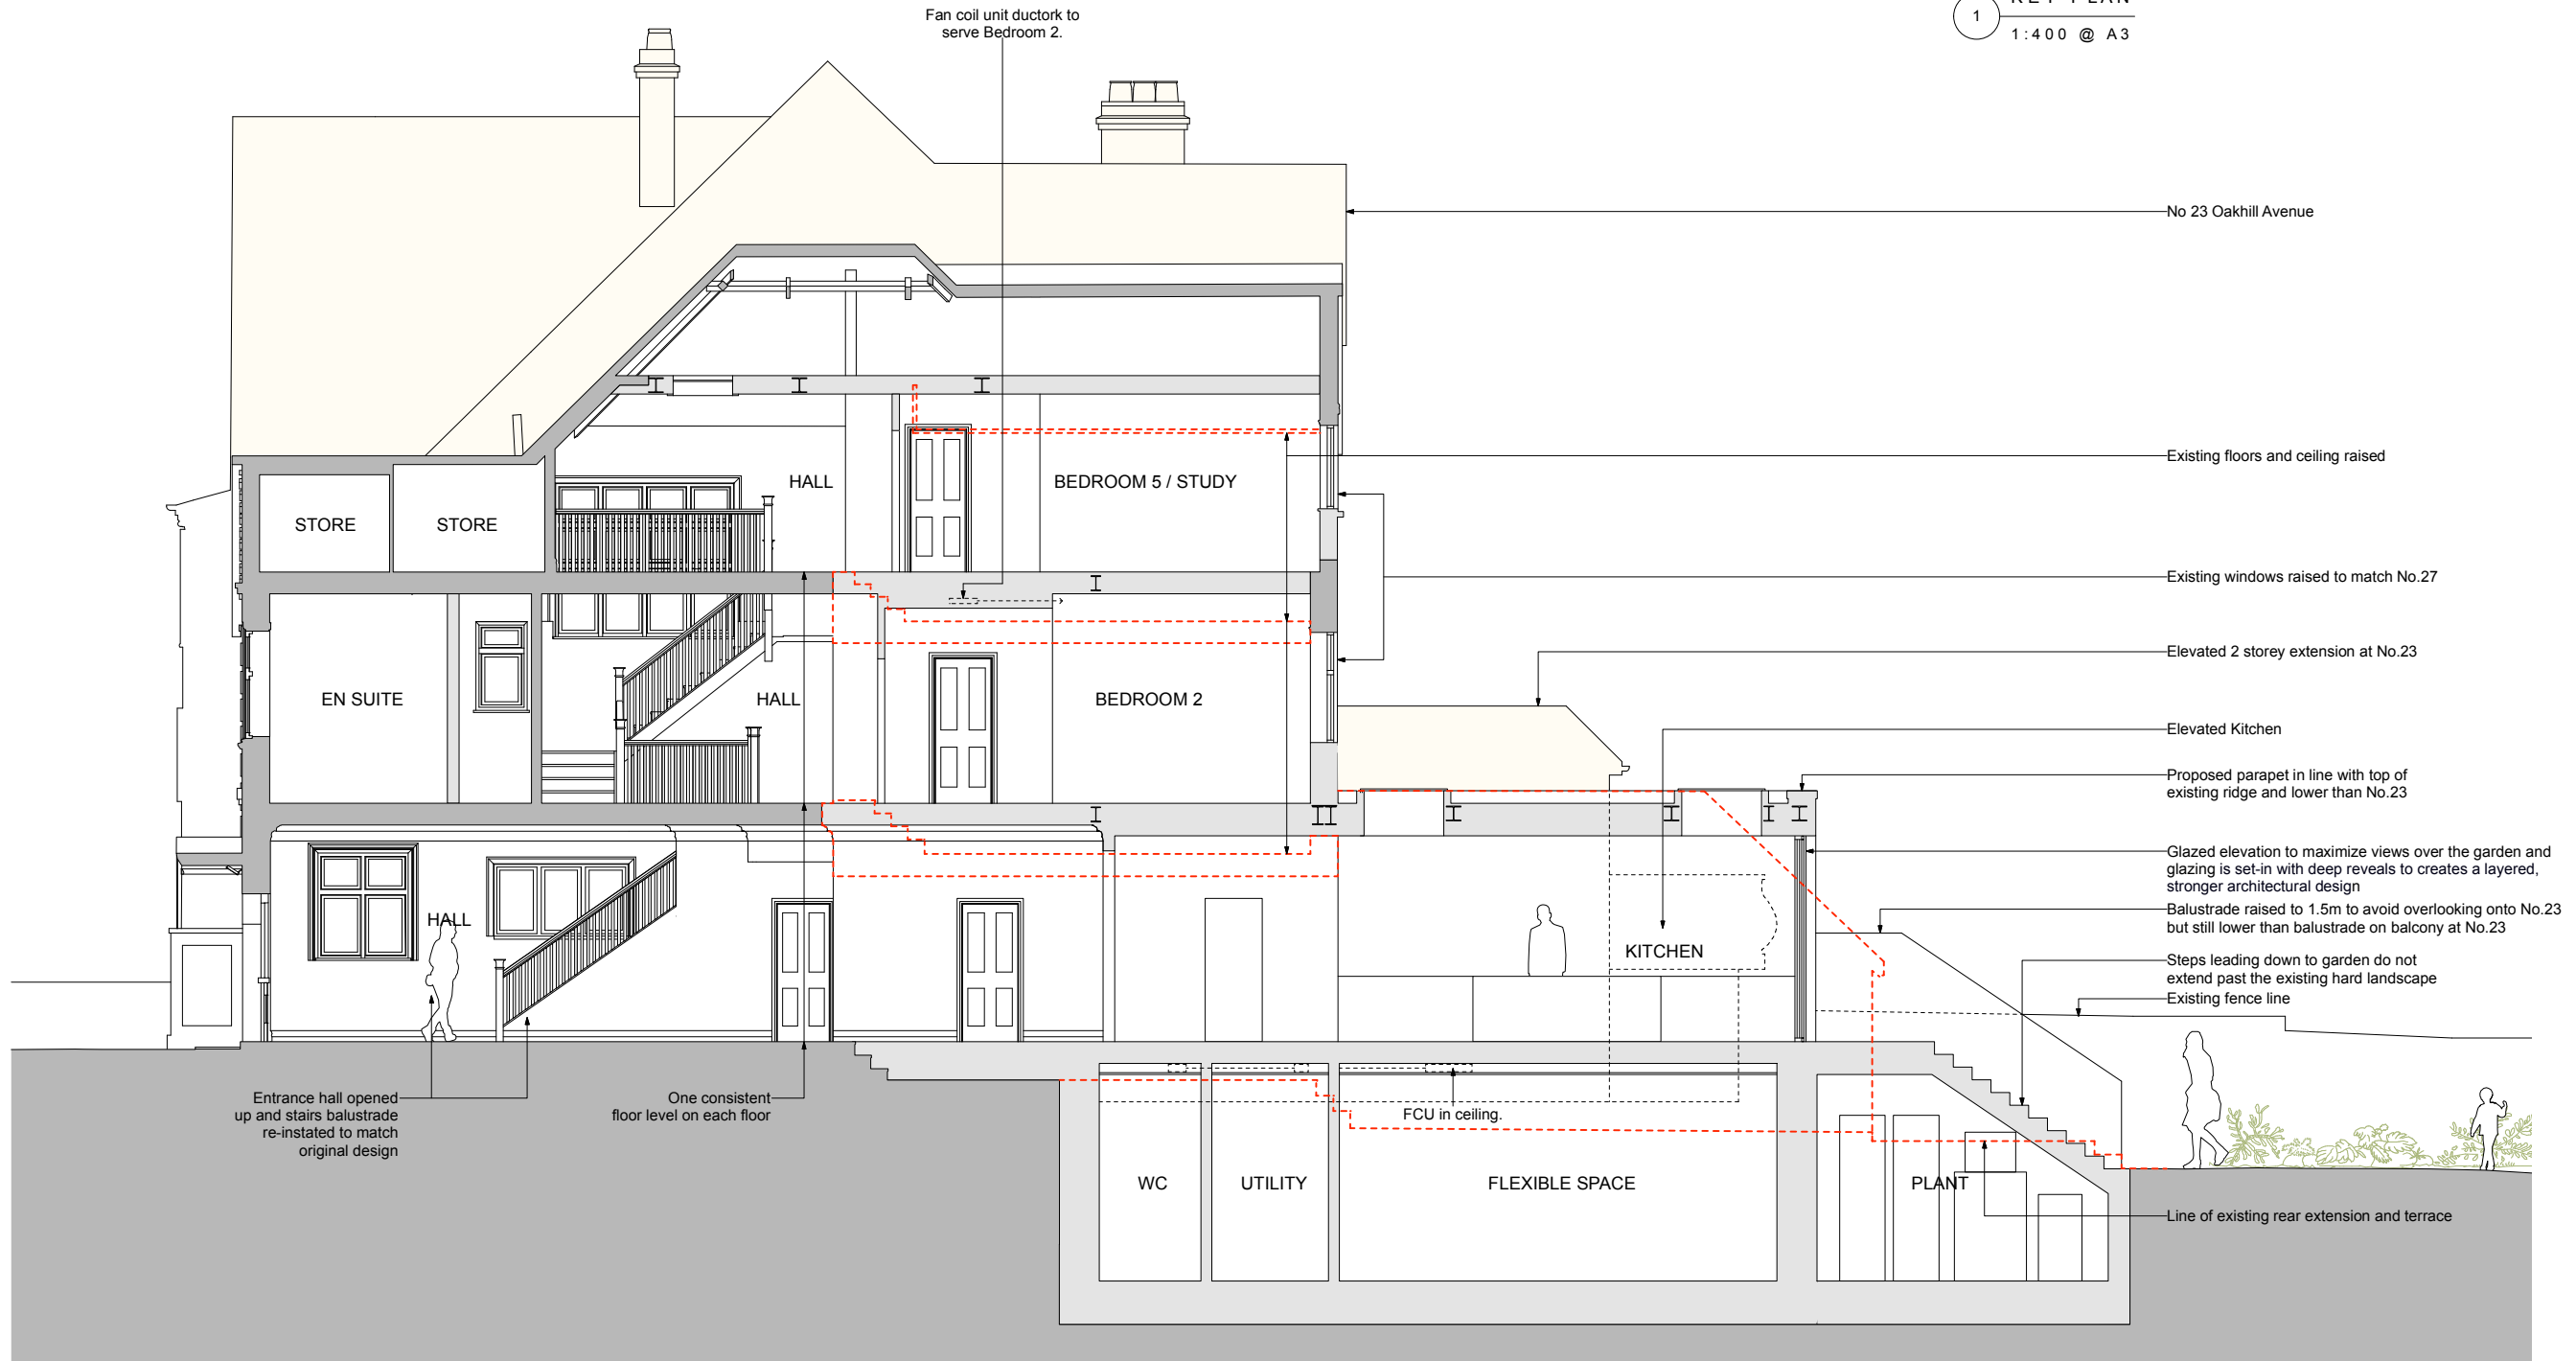 KEY PLAN
1
1:400 @ A3
Fan coil unit ductork to
serve Bedroom 2.
No 23 Oakhill Avenue
Existing floors and ceiling raised
HALL
BEDROOM 5 / STUDY
STORE
STORE
Existing windows raised to match No.27
Elevated 2 storey extension at No.23
EN SUITE
HALL
BEDROOM 2
Elevated Kitchen
Proposed parapet in line with top of
existing ridge and lower than No.23
Glazed elevation to maximize views over the garden and
glazing is set-in with deep reveals to creates a layered,
stronger architectural design
Balustrade raised to 1.5m to avoid overlooking onto No.23
but still lower than balustrade on balcony at No.23
HALL
KITCHEN
Steps leading down to garden do not
extend past the existing hard landscape
Existing fence line
Entrance hall opened
up and stairs balustrade
re-instated to match
original design
One consistent
floor level on each floor
FCU in ceiling.
WC
UTILITY
FLEXIBLE SPACE
PLANT
Line of existing rear extension and terrace